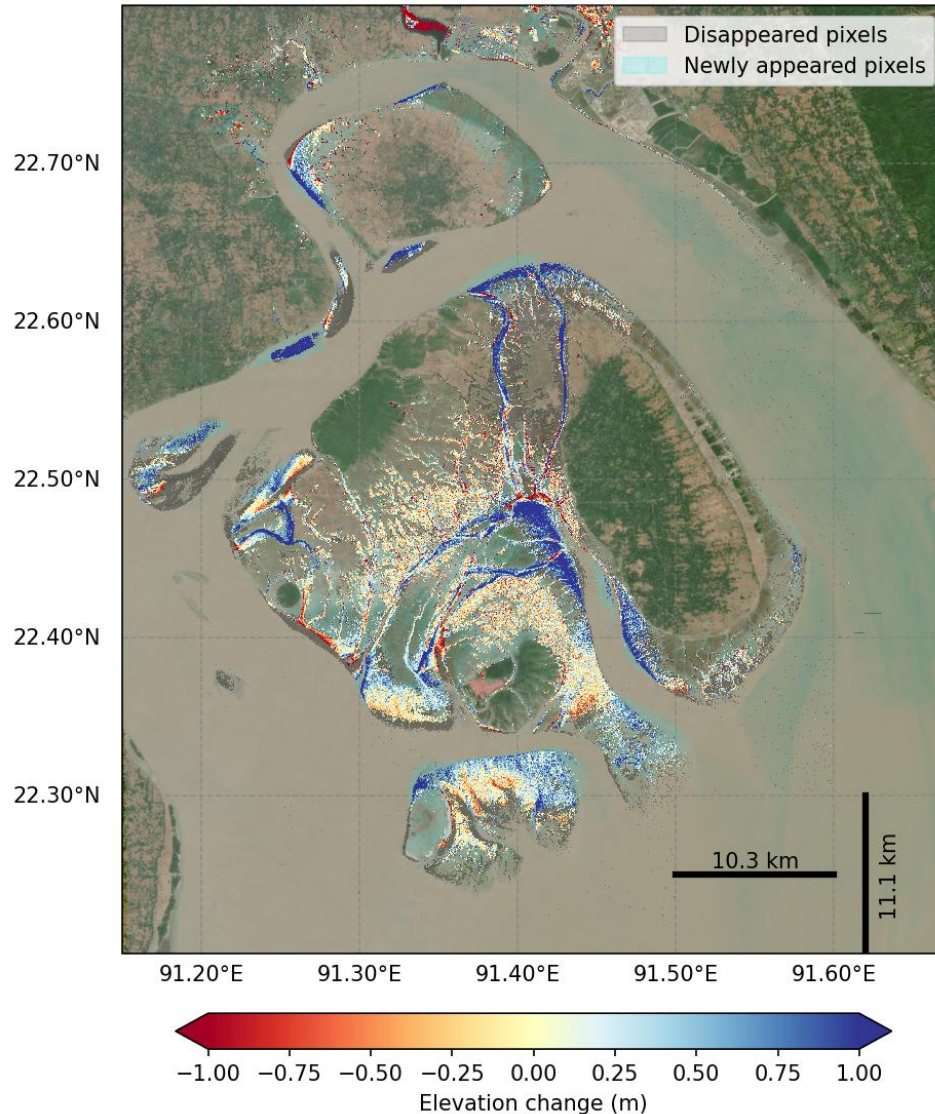 Disappeared pixels
Newly appeared pixels
22.70°N
22.60°N
22.50°N
22.40°N
22.30°N
10.3 km
11.1 km
91.20°E
91.30°E
91.40°E
91.50°E
91.60°E
−1.00
−0.75
−0.50
−0.25
0.00
0.25
0.50
0.75
1.00
Elevation change (m)